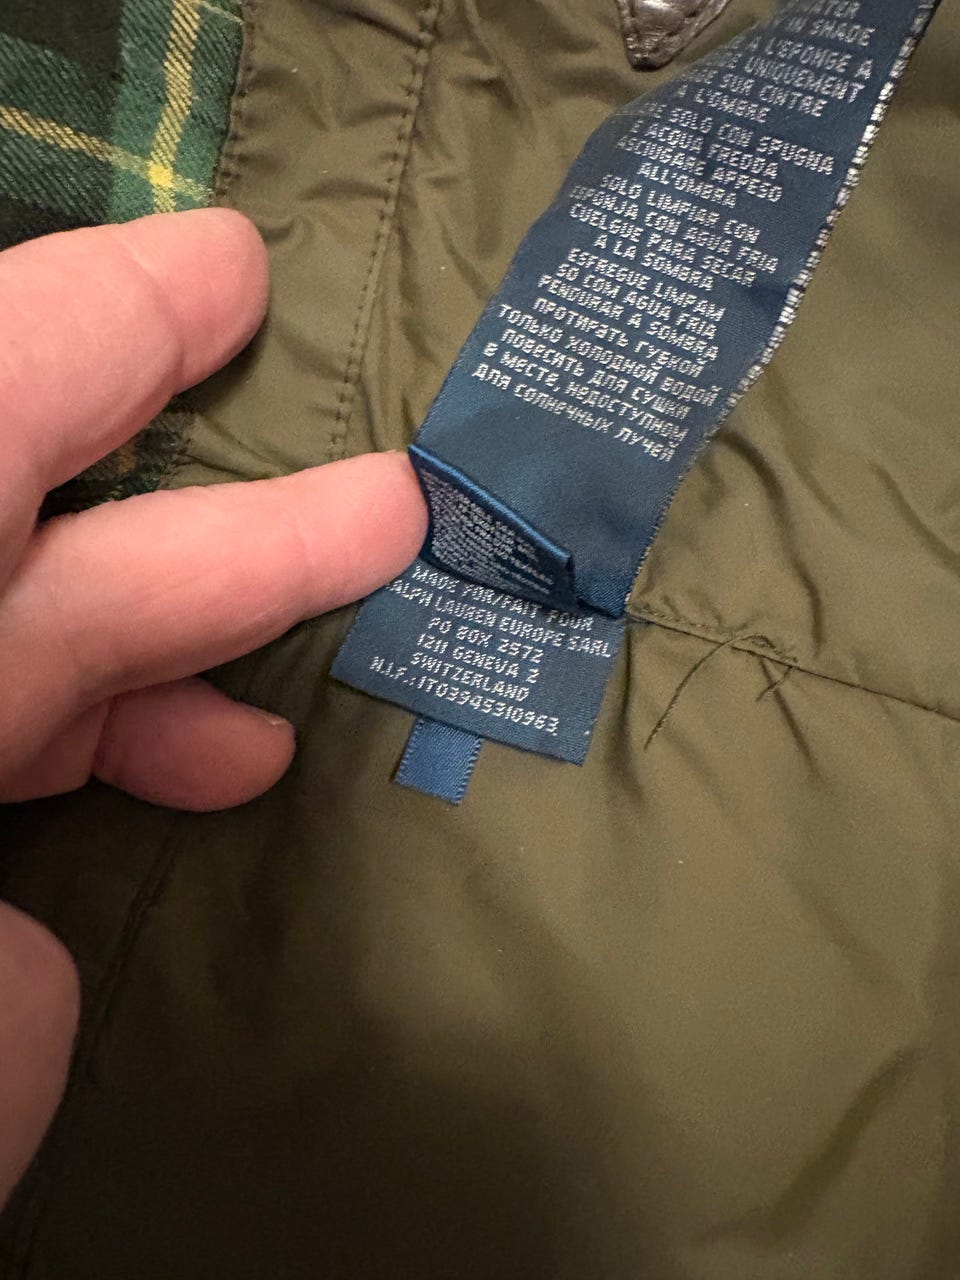 WATER
IN SHADE
A L'EPONGE A
UNIQUEMENT
SUR CINTRE
A L'OMBRE
SOLO CON SPUGNA
E ACQUA FREDDA
ASCIUGARE APPESO
ALL'OMBRA
SOLO LIMPIAR CON
ESPONJA CON AGUA FRIA
CUELGUE PARA SECAR
A LA SOMBRA
ESFREGUE LIMPAM
SO COM AGUA FRIA
PENDURAR A SOMBRA
ПРОТИРАТЬ ГУБКОЙ
ТОЛЬКО ХОЛОДНОЙ ВОДОЙ
ПОВЕСИТЬ ДЛЯ СУШКИ
В МЕСТЕ, НЕДОСТУПНОМ
ДЛЯ СОЛНЕЧНЫХ ЛУЧЕЙ
MADE FOR/FAIT POUR
RALPH LAUREN EUROPE SARL
PO BOX 2572
1211 GENEVA 2
SWITZERLAND
N.I.F.:IT03945310963